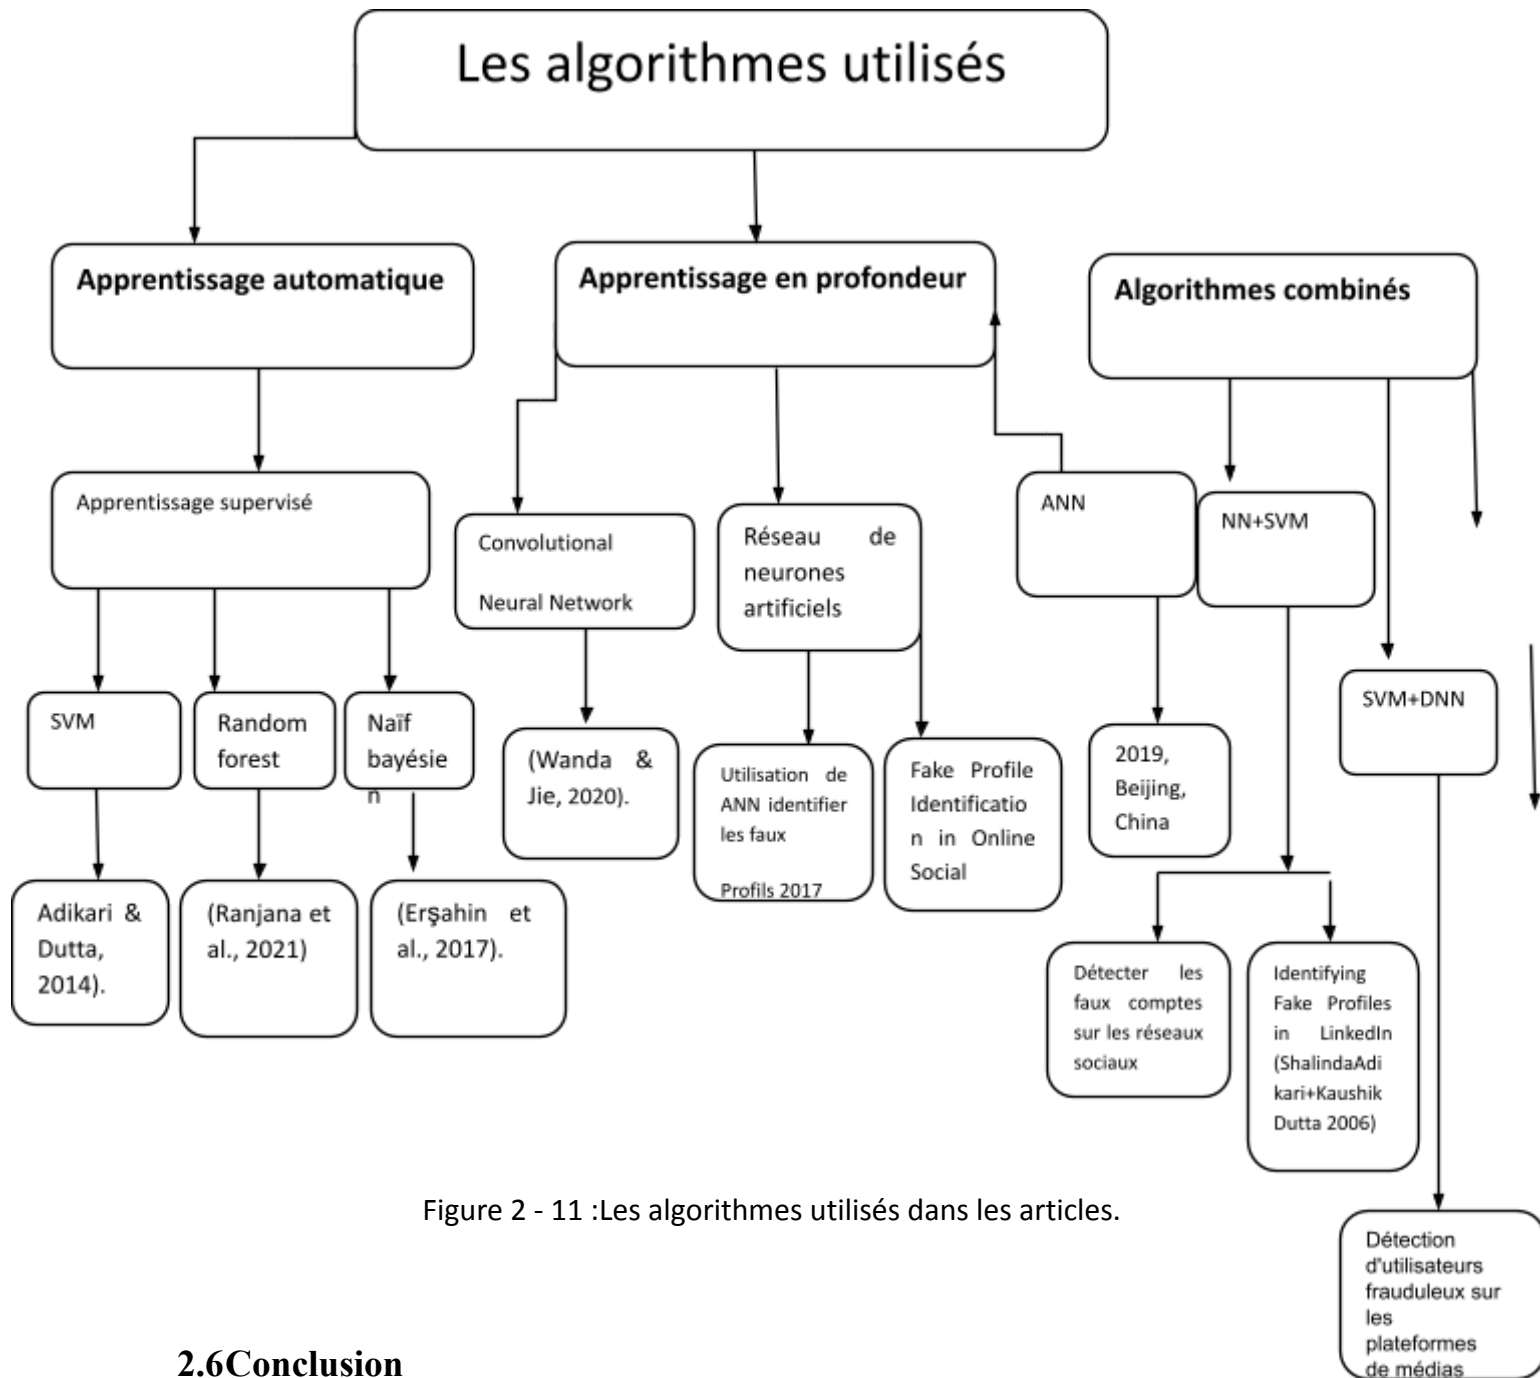 Les algorithmes utilisés
Apprentissage automatique
Apprentissage en profondeur
Algorithmes combinés
Apprentissage supervisé
Convolutional
Neural Network
Réseau de
neurones
artificiels
ANN
NN+SVM
SVM+DNN
SVM
Random
forest
Naïf
bayésie
n
(Wanda &
Jie, 2020).
Utilisation de
ANN identifier
les faux
Profils 2017
Fake Profile
Identificatio
n in Online
Social
2019,
Beijing,
China
Adikari &
Dutta,
2014).
(Ranjana et
al., 2021)
(Erşahin et
al., 2017).
Détecter les
faux comptes
sur les réseaux
sociaux
Identifying
Fake Profiles
in LinkedIn
(ShalindaAdi
kari+Kaushik
Dutta 2006)
Détection
d'utilisateurs
frauduleux sur
les
plateformes
de médias
Figure 2 - 11 :Les algorithmes utilisés dans les articles.
2.6Conclusion